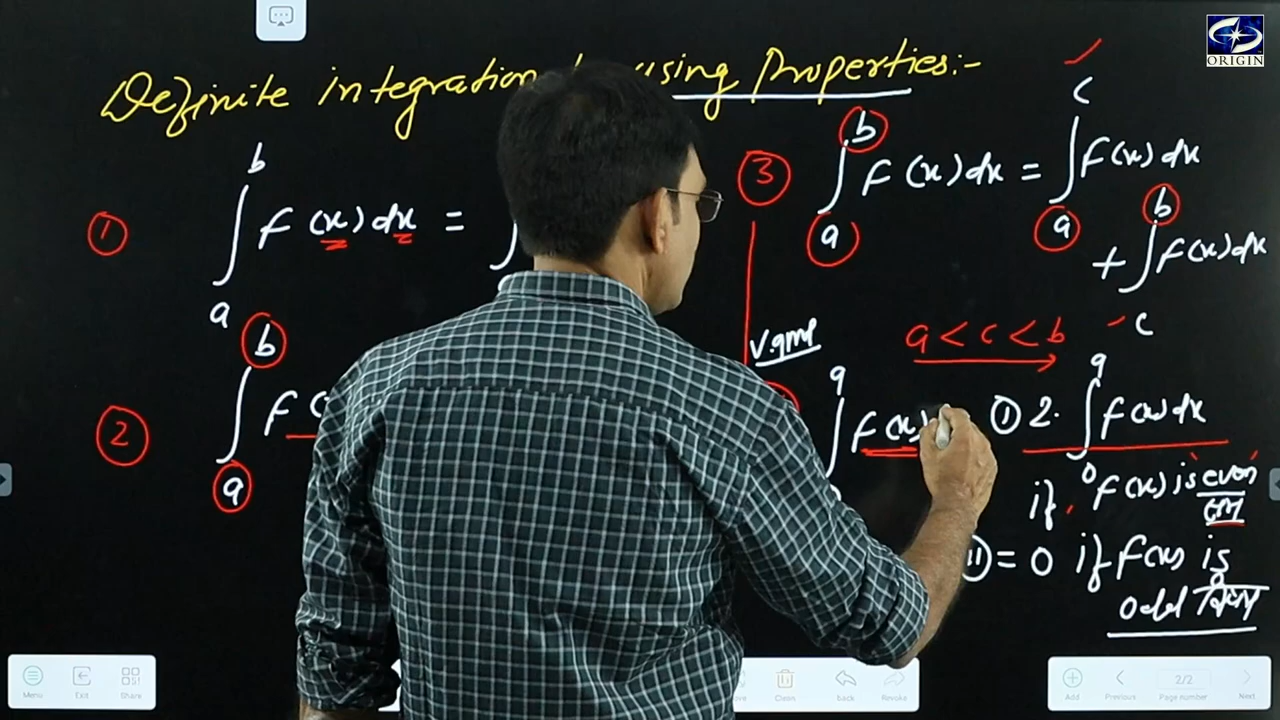 ORIGIN
Definite integration using Properties:-
① ∫ₐᵇ f(x) dx = ∫
② ∫ₐᵇ f
③ ∫ₐᵇ f(x) dx = ∫ₐᶜ f(x) dx
+ ∫꜀ᵇ f(x) dx
a < c < b
V.Imp
∫ᵃ f(x) ① 2. ∫₀ᵃ f(x) dx
if f(x) is even
(ii) = 0 if f(x) is
odd
Menu
Exit
Share
Clean
back
Revoke
Add
Previous
2/2
Page number
Next